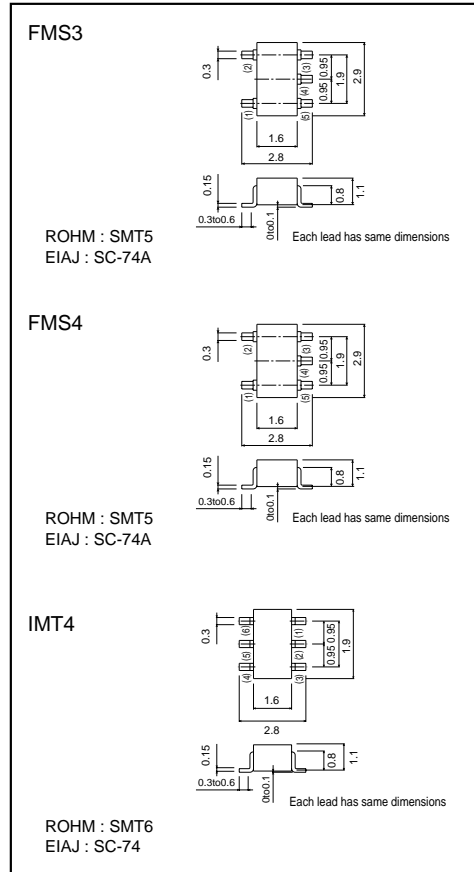 FMS3
0.3
(2)
(3)
(4)
(1)
(5)
0.95
0.95
1.9
2.9
1.6
2.8
0.15
0.3to0.6
0to0.1
0.8
1.1
Each lead has same dimensions
ROHM : SMT5
EIAJ : SC-74A
FMS4
0.3
(2)
(3)
(4)
(1)
(5)
0.95
0.95
1.9
2.9
1.6
2.8
0.15
0.3to0.6
0to0.1
0.8
1.1
Each lead has same dimensions
ROHM : SMT5
EIAJ : SC-74A
IMT4
0.3
(6)
(1)
(5)
(2)
(4)
(3)
0.95
0.95
1.9
1.6
2.8
0.15
0.3to0.6
0to0.1
0.8
1.1
Each lead has same dimensions
ROHM : SMT6
EIAJ : SC-74